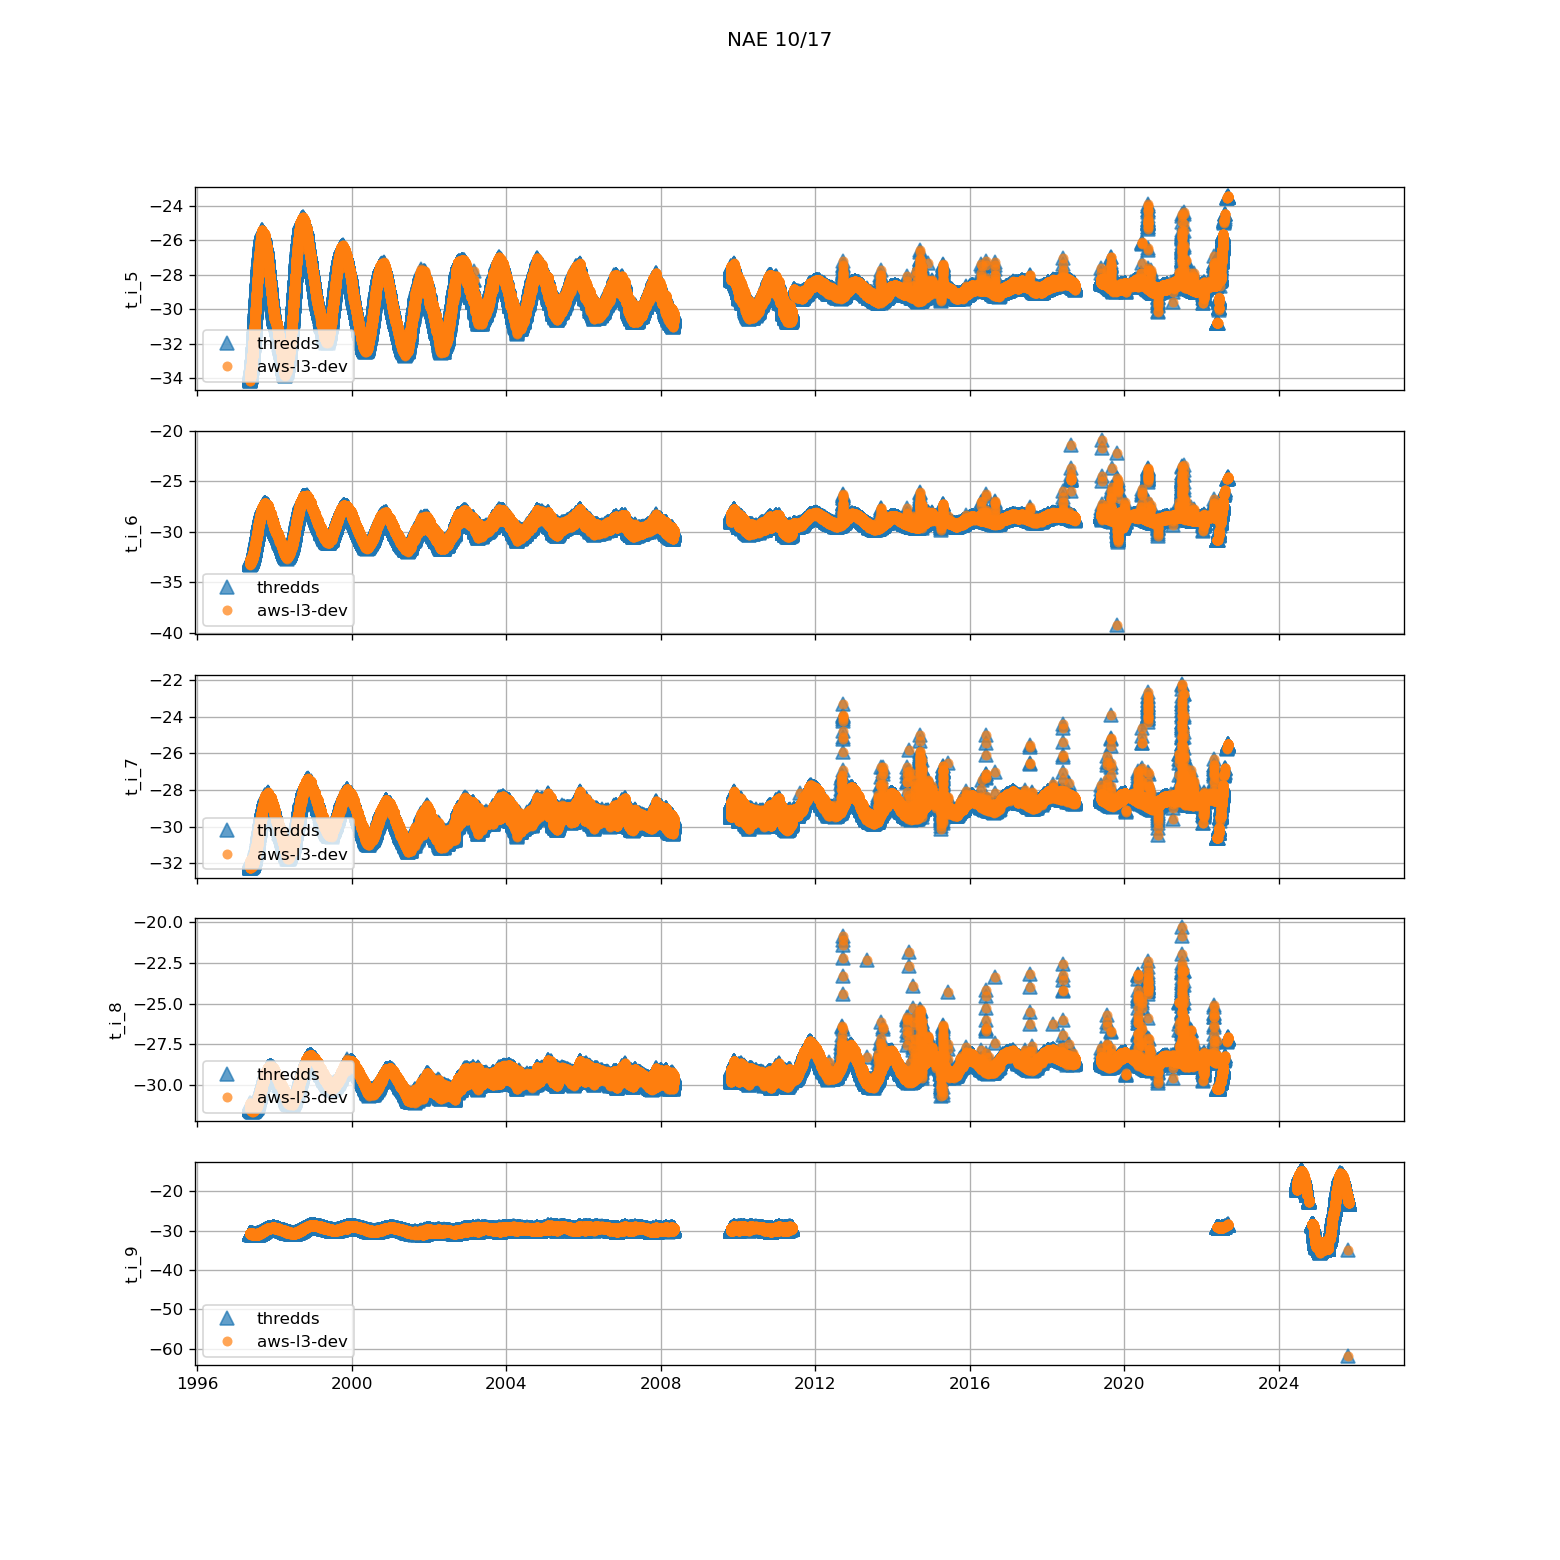 NAE 10/17
−24
−26
−28
−30
−32
−34
t_i_5
thredds
aws-l3-dev
−20
−25
−30
−35
−40
t_i_6
thredds
aws-l3-dev
−22
−24
−26
−28
−30
−32
t_i_7
thredds
aws-l3-dev
−20.0
−22.5
−25.0
−27.5
−30.0
t_i_8
thredds
aws-l3-dev
−20
−30
−40
−50
−60
t_i_9
thredds
aws-l3-dev
1996 2000 2004 2008 2012 2016 2020 2024